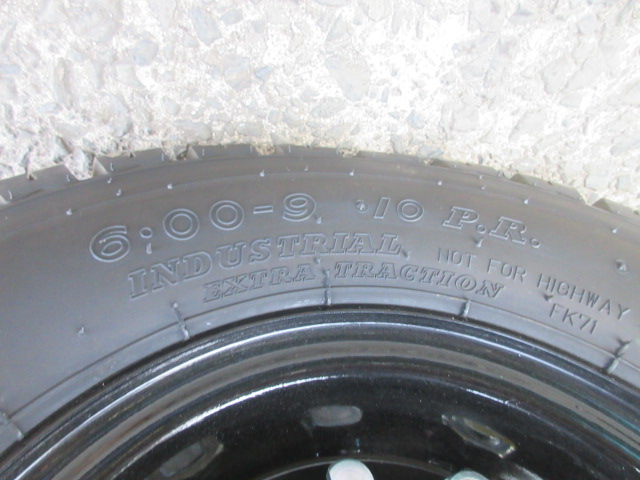 6:00-9 10 P.R.
INDUSTRIAL
EXTRA TRACTION
NOT FOR HIGHWAY
FK71